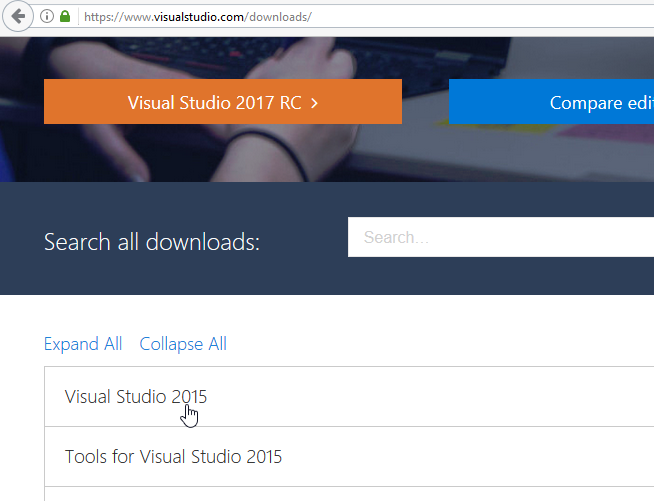 https://www.visualstudio.com/downloads/
Visual Studio 2017 RC
Compare edi
Search all downloads:
Search...
Expand All Collapse All
Visual Studio 2015
Tools for Visual Studio 2015